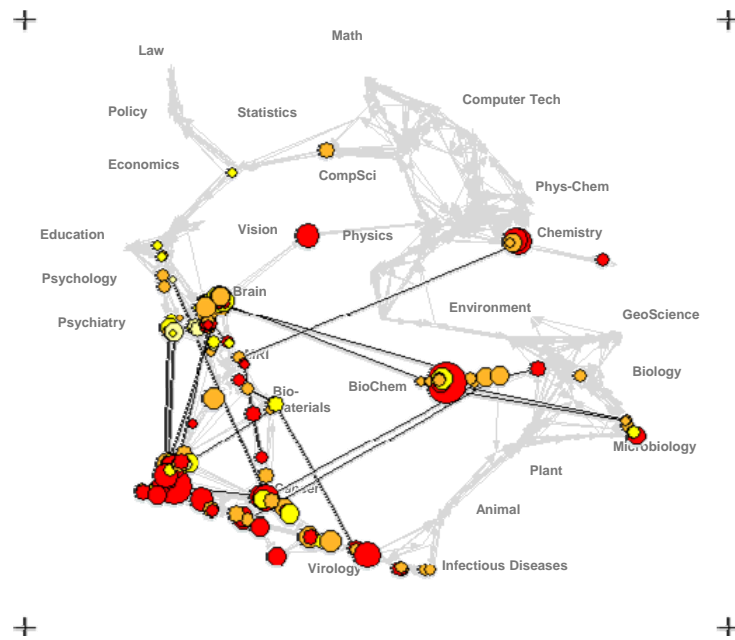 Math
Law
Computer Tech
Policy
Statistics
Economics
CompSci
Phys-Chem
Education
Vision
Physics
Chemistry
Psychology
Brain
Environment
GeoScience
Psychiatry
MRI
Biology
BioChem
Bio-
Materials
Microbiology
Plant
Cancer
Animal
Virology
Infectious Diseases